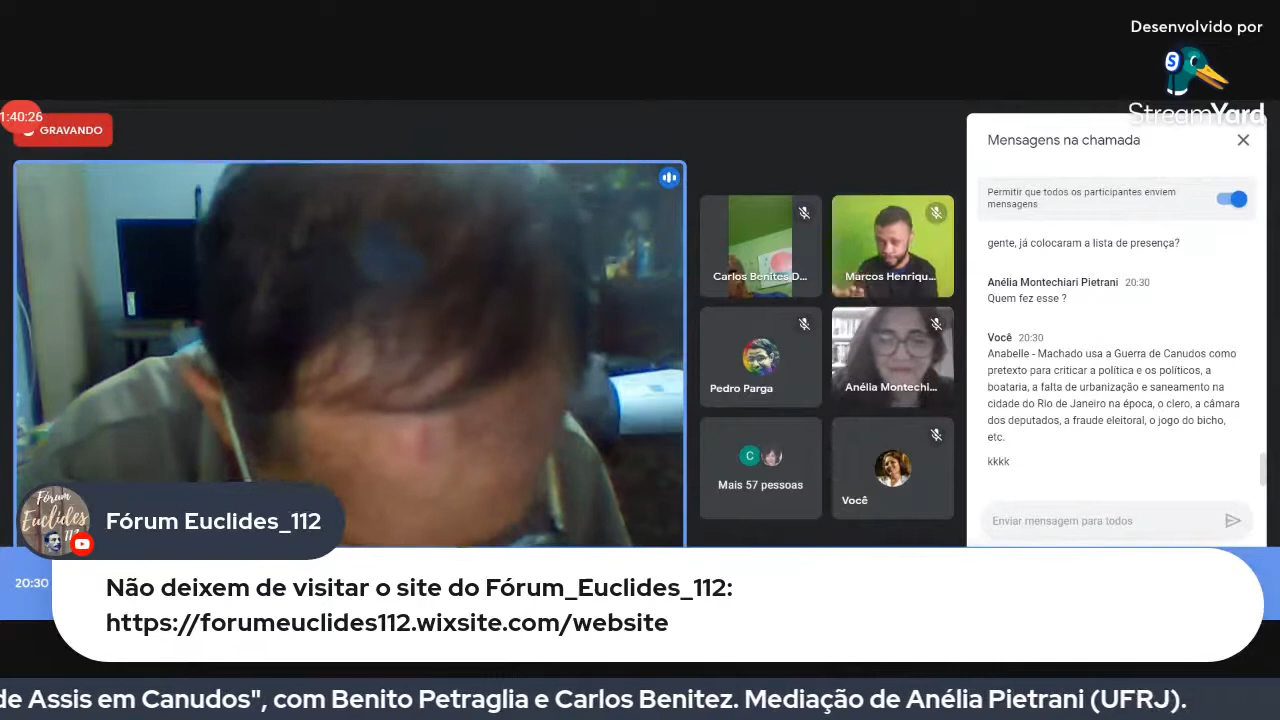 Desenvolvido por
StreamYard
1:40:26
GRAVANDO
Mensagens na chamada
Permitir que todos os participantes enviem
mensagens
gente, já colocaram a lista de presença?
Anélia Montechiari Pietrani 20:30
Quem fez esse ?
Você 20:30
Anabelle - Machado usa a Guerra de Canudos como
pretexto para criticar a política e os políticos, a
boataria, a falta de urbanização e saneamento na
cidade do Rio de Janeiro na época, o clero, a câmara
dos deputados, a fraude eleitoral, o jogo do bicho,
etc.
kkkk
Enviar mensagem para todos
Carlos Benites D...
Marcos Henriqu...
Pedro Parga
Anélia Montechi...
C
Mais 57 pessoas
Você
Fórum
Euclides
112
Fórum Euclides_112
20:30
Não deixem de visitar o site do Fórum_Euclides_112:
https://forumeuclides112.wixsite.com/website
de Assis em Canudos", com Benito Petraglia e Carlos Benitez. Mediação de Anélia Pietrani (UFRJ).